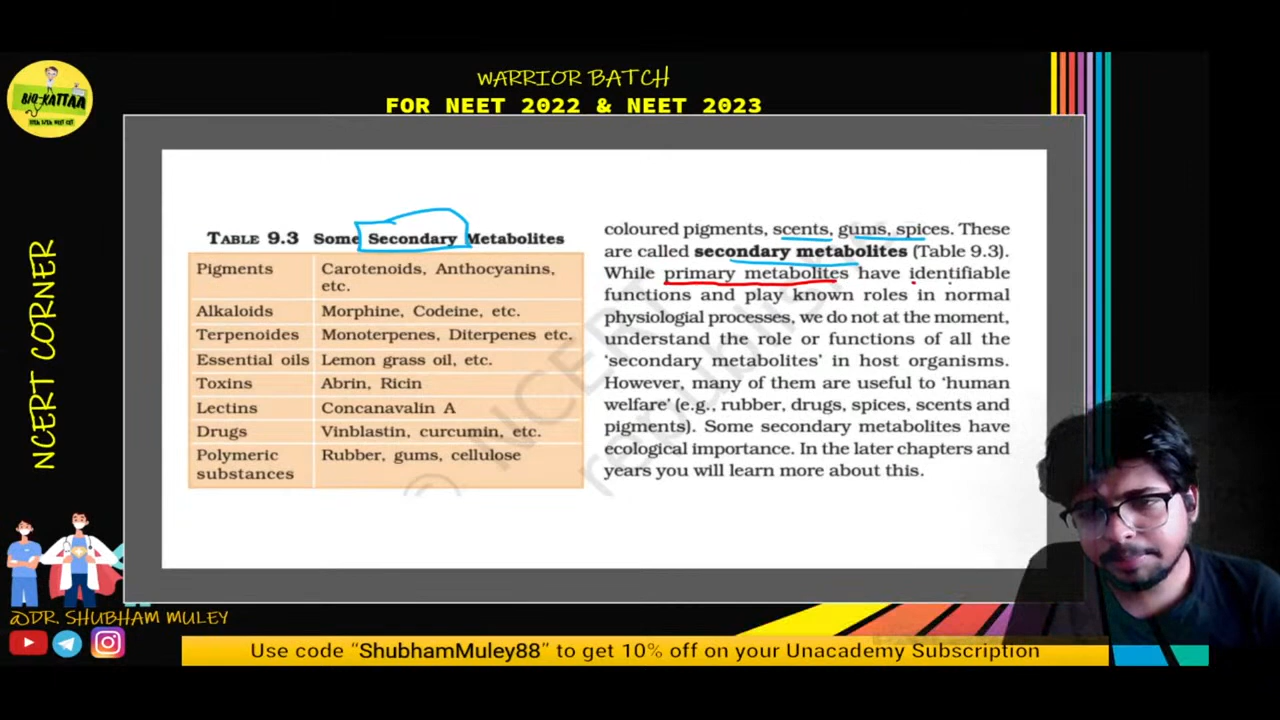 WARRIOR BATCH
FOR NEET 2022 & NEET 2023
BIO-KATTAA
NCERT CORNER
TABLE 9.3 Some Secondary Metabolites
Pigments Carotenoids, Anthocyanins,
etc.
Alkaloids Morphine, Codeine, etc.
Terpenoides Monoterpenes, Diterpenes etc.
Essential oils Lemon grass oil, etc.
Toxins Abrin, Ricin
Lectins Concanavalin A
Drugs Vinblastin, curcumin, etc.
Polymeric Rubber, gums, cellulose
substances
coloured pigments, scents, gums, spices. These
are called secondary metabolites (Table 9.3).
While primary metabolites have identifiable
functions and play known roles in normal
physiologial processes, we do not at the moment,
understand the role or functions of all the
‘secondary metabolites’ in host organisms.
However, many of them are useful to ‘human
welfare’ (e.g., rubber, drugs, spices, scents and
pigments). Some secondary metabolites have
ecological importance. In the later chapters and
years you will learn more about this.
© NCERT
@DR. SHUBHAM MULEY
Use code “ShubhamMuley88” to get 10% off on your Unacademy Subscription